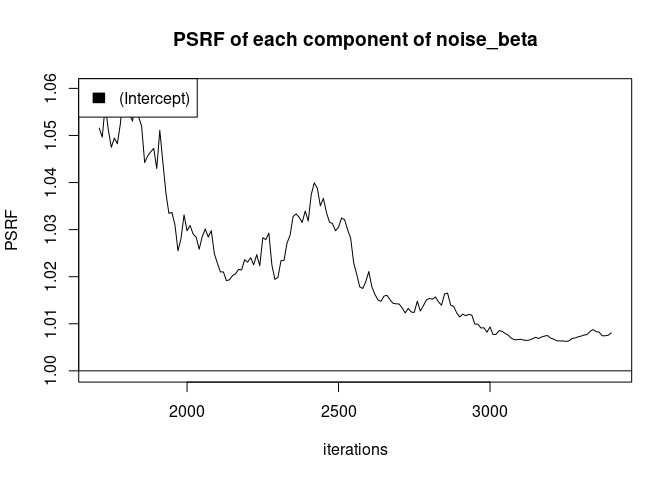 PSRF of each component of noise_beta
(Intercept)
PSRF
1.06
1.05
1.04
1.03
1.02
1.01
1.00
2000 2500 3000
iterations